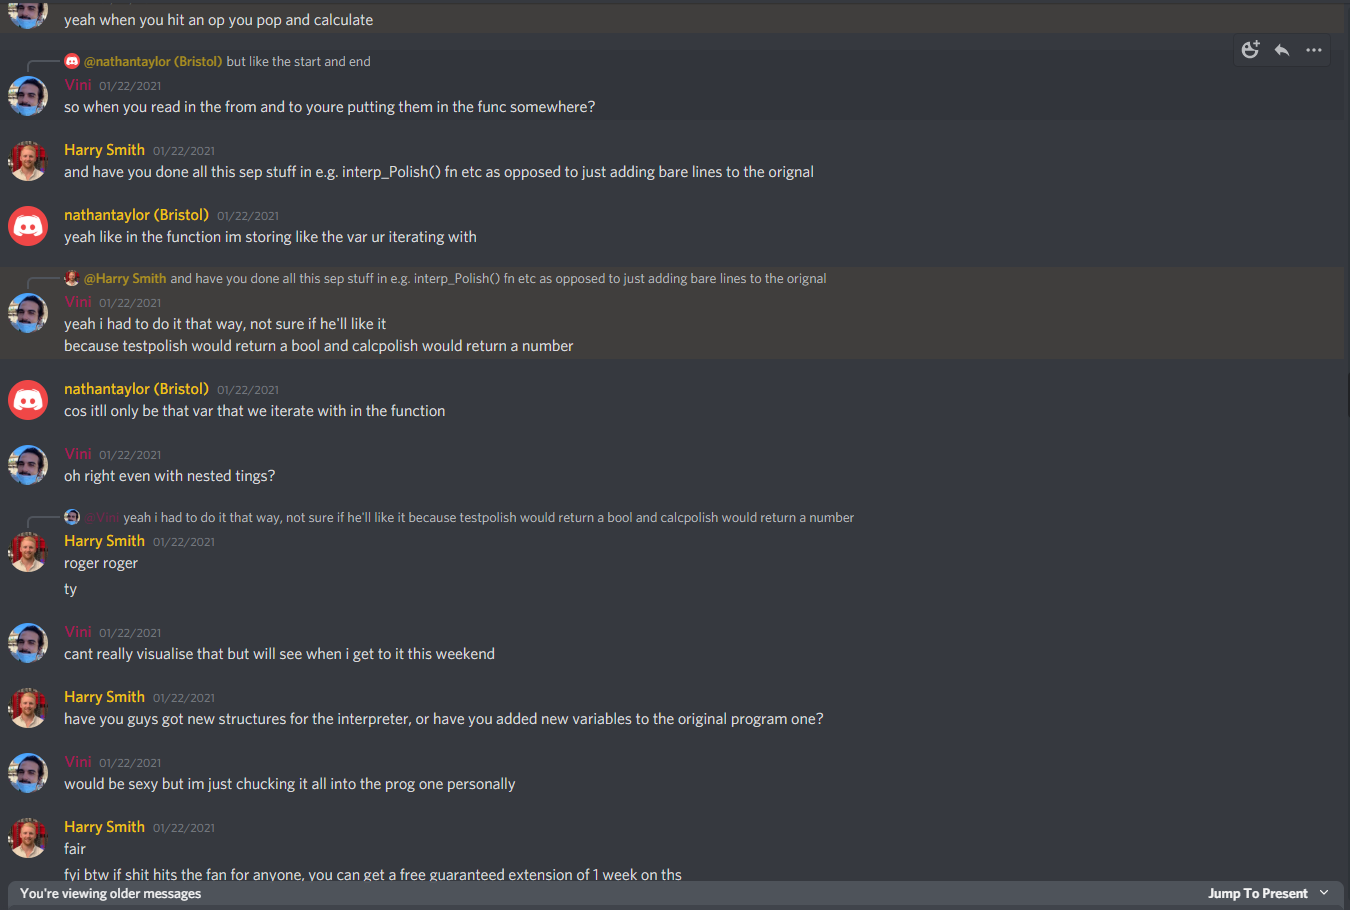 yeah when you hit an op you pop and calculate
@nathantaylor (Bristol) but like the start and end
Vini 01/22/2021
so when you read in the from and to youre putting them in the func somewhere?
Harry Smith 01/22/2021
and have you done all this sep stuff in e.g. interp_Polish() fn etc as opposed to just adding bare lines to the orignal
nathantaylor (Bristol) 01/22/2021
yeah like in the function im storing like the var ur iterating with
@Harry Smith and have you done all this sep stuff in e.g. interp_Polish() fn etc as opposed to just adding bare lines to the orignal
Vini 01/22/2021
yeah i had to do it that way, not sure if he'll like it
because testpolish would return a bool and calcpolish would return a number
nathantaylor (Bristol) 01/22/2021
cos itll only be that var that we iterate with in the function
Vini 01/22/2021
oh right even with nested tings?
@Vini yeah i had to do it that way, not sure if he'll like it because testpolish would return a bool and calcpolish would return a number
Harry Smith 01/22/2021
roger roger
ty
Vini 01/22/2021
cant really visualise that but will see when i get to it this weekend
Harry Smith 01/22/2021
have you guys got new structures for the interpreter, or have you added new variables to the original program one?
Vini 01/22/2021
would be sexy but im just chucking it all into the prog one personally
Harry Smith 01/22/2021
fair
fyi btw if shit hits the fan for anyone, you can get a free guaranteed extension of 1 week on ths
You're viewing older messages
Jump To Present